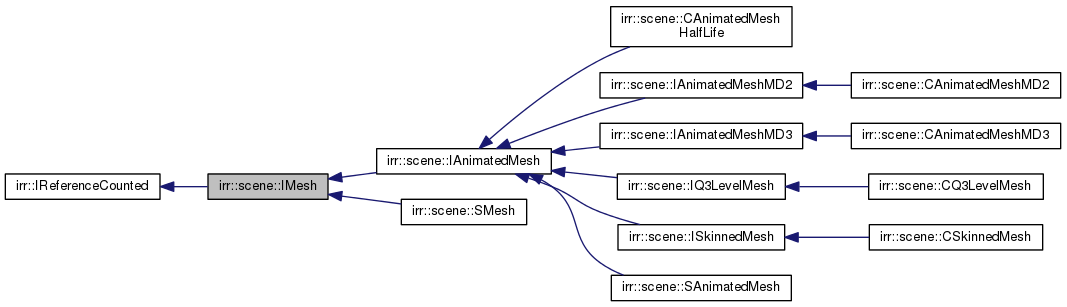 irr::scene::CAnimatedMesh
HalfLife
irr::scene::IAnimatedMeshMD2
irr::scene::CAnimatedMeshMD2
irr::scene::IAnimatedMeshMD3
irr::scene::CAnimatedMeshMD3
irr::scene::IAnimatedMesh
irr::IReferenceCounted
irr::scene::IMesh
irr::scene::IQ3LevelMesh
irr::scene::CQ3LevelMesh
irr::scene::SMesh
irr::scene::ISkinnedMesh
irr::scene::CSkinnedMesh
irr::scene::SAnimatedMesh